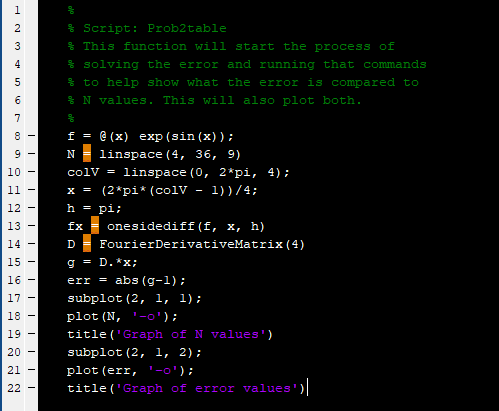 1 %
2 % Script: Prob2table
3 % This function will start the process of
4 % solving the error and running that commands
5 % to help show what the error is compared to
6 % N values. This will also plot both.
7 %
8 – f = @(x) exp(sin(x));
9 – N = linspace(4, 36, 9)
10 – colV = linspace(0, 2*pi, 4);
11 – x = (2*pi*(colV - 1))/4;
12 – h = pi;
13 – fx = onesidediff(f, x, h)
14 – D = FourierDerivativeMatrix(4)
15 – g = D.*x;
16 – err = abs(g-1);
17 – subplot(2, 1, 1);
18 – plot(N, '-o');
19 – title('Graph of N values')
20 – subplot(2, 1, 2);
21 – plot(err, '-o');
22 – title('Graph of error values')